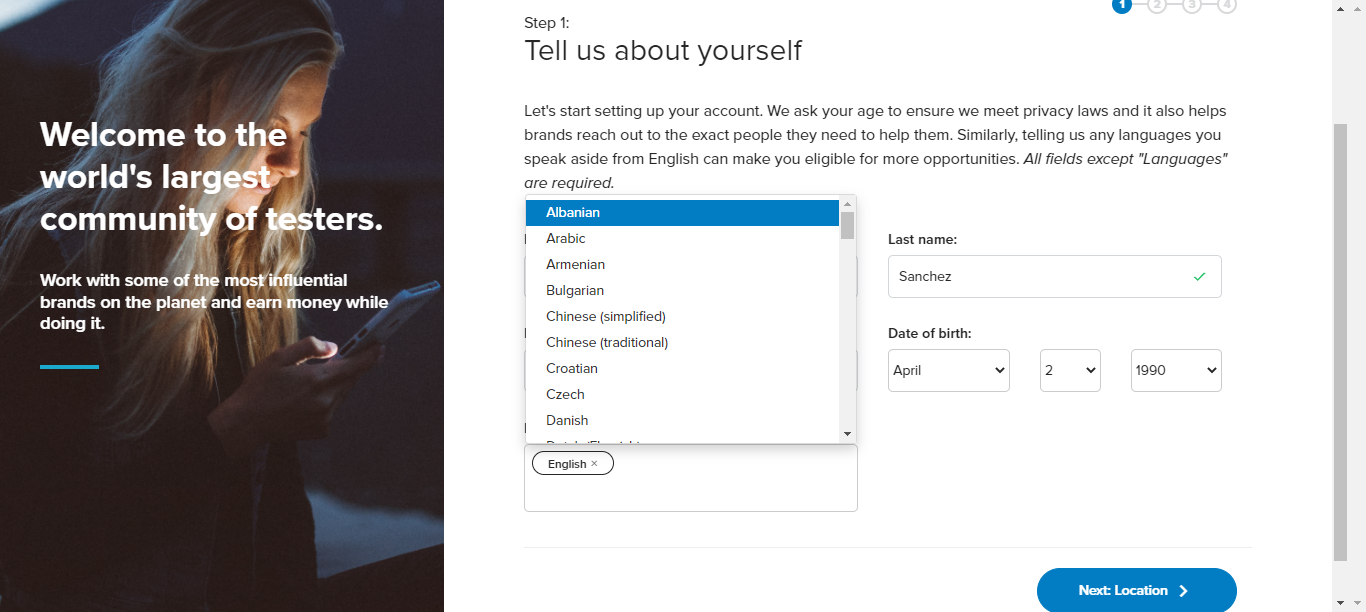 Welcome to the
world's largest
community of testers.
Work with some of the most influential
brands on the planet and earn money while
doing it.
1 2 3 4
Step 1:
Tell us about yourself
Let's start setting up your account. We ask your age to ensure we meet privacy laws and it also helps
brands reach out to the exact people they need to help them. Similarly, telling us any languages you
speak aside from English can make you eligible for more opportunities. All fields except "Languages"
are required.
Albanian
Arabic
Armenian
Bulgarian
Chinese (simplified)
Chinese (traditional)
Croatian
Czech
Danish
English ×
Last name:
Sanchez
Date of birth:
April 2 1990
Next: Location